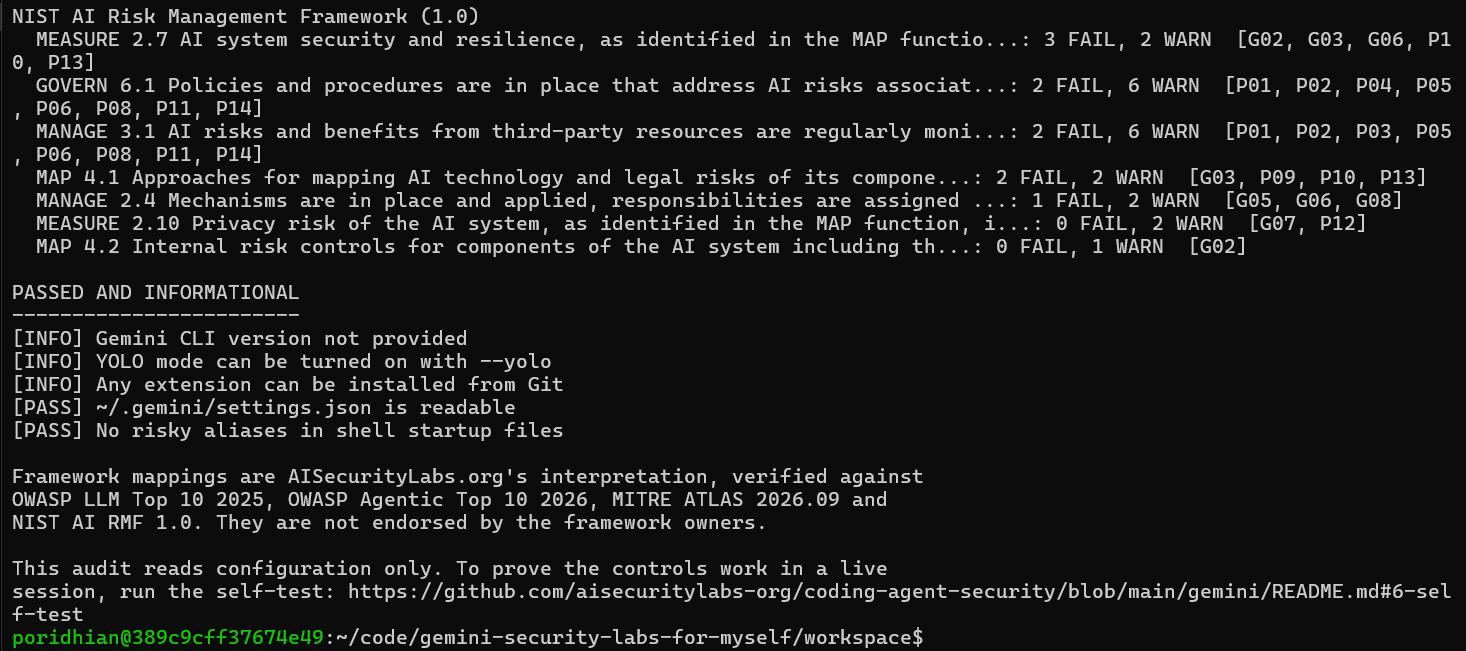 NIST AI Risk Management Framework (1.0)
  MEASURE 2.7 AI system security and resilience, as identified in the MAP functio...: 3 FAIL, 2 WARN  [G02, G03, G06, P1
0, P13]
  GOVERN 6.1 Policies and procedures are in place that address AI risks associat...: 2 FAIL, 6 WARN  [P01, P02, P04, P05
, P06, P08, P11, P14]
  MANAGE 3.1 AI risks and benefits from third-party resources are regularly moni...: 2 FAIL, 6 WARN  [P01, P02, P03, P05
, P06, P08, P11, P14]
  MAP 4.1 Approaches for mapping AI technology and legal risks of its compone...: 2 FAIL, 2 WARN  [G03, P09, P10, P13]
  MANAGE 2.4 Mechanisms are in place and applied, responsibilities are assigned ...: 1 FAIL, 2 WARN  [G05, G06, G08]
  MEASURE 2.10 Privacy risk of the AI system, as identified in the MAP function, i...: 0 FAIL, 2 WARN  [G07, P12]
  MAP 4.2 Internal risk controls for components of the AI system including th...: 0 FAIL, 1 WARN  [G02]

PASSED AND INFORMATIONAL
------------------------
[INFO] Gemini CLI version not provided
[INFO] YOLO mode can be turned on with --yolo
[INFO] Any extension can be installed from Git
[PASS] ~/.gemini/settings.json is readable
[PASS] No risky aliases in shell startup files

Framework mappings are AISecurityLabs.org's interpretation, verified against
OWASP LLM Top 10 2025, OWASP Agentic Top 10 2026, MITRE ATLAS 2026.09 and
NIST AI RMF 1.0. They are not endorsed by the framework owners.

This audit reads configuration only. To prove the controls work in a live
session, run the self-test: https://github.com/aisecuritylabs-org/coding-agent-security/blob/main/gemini/README.md#6-sel
f-test
poridhian@389c9cff37674e49:~/code/gemini-security-labs-for-myself/workspace$